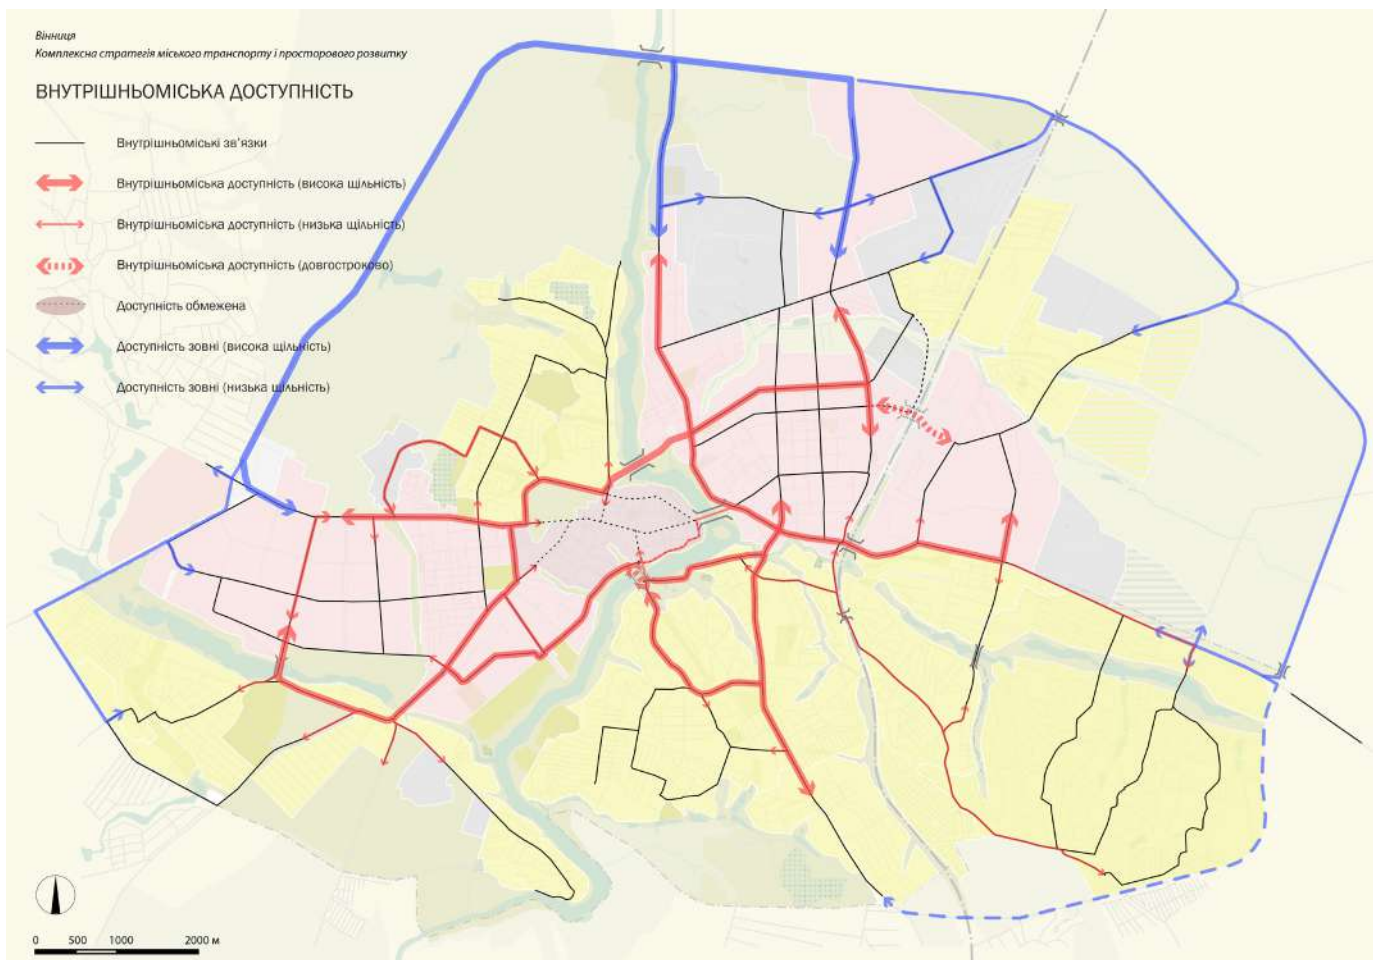 Вінниця
Комплексна стратегія міського транспорту і просторового розвитку
ВНУТРІШНЬОМІСЬКА ДОСТУПНІСТЬ
Внутрішньоміські зв'язки
Внутрішньоміська доступність (висока щільність)
Внутрішньоміська доступність (низька щільність)
Внутрішньоміська доступність (довгостроково)
Доступність обмежена
Доступність зовні (висока щільність)
Доступність зовні (низька щільність)
0 500 1000 2000 м